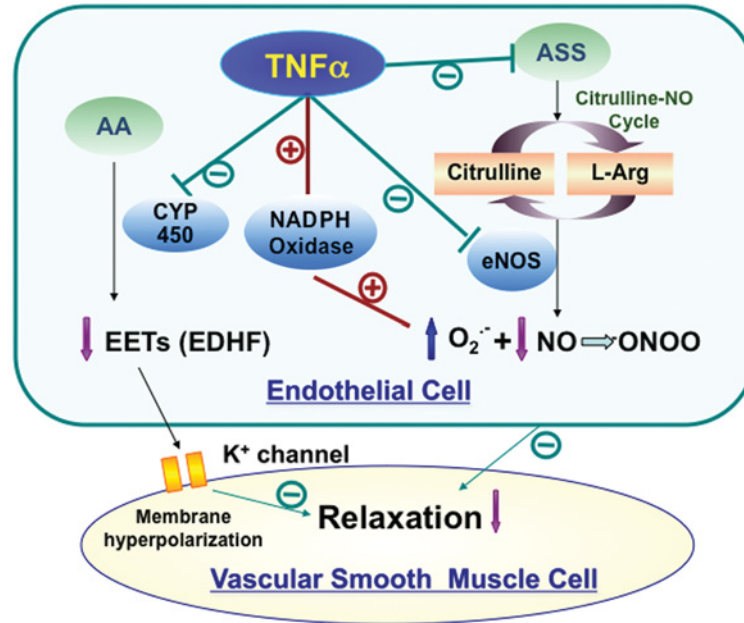 TNFα
ASS
⊖
Citrulline-NO
Cycle
AA
⊕
⊖
⊖
Citrulline
L-Arg
CYP
450
NADPH
Oxidase
eNOS
⊕
EETs (EDHF)
O₂·⁻ + NO ⇒ -ONOO
Endothelial Cell
⊖
K⁺ channel
⊖
Membrane
hyperpolarization
Relaxation
Vascular Smooth Muscle Cell